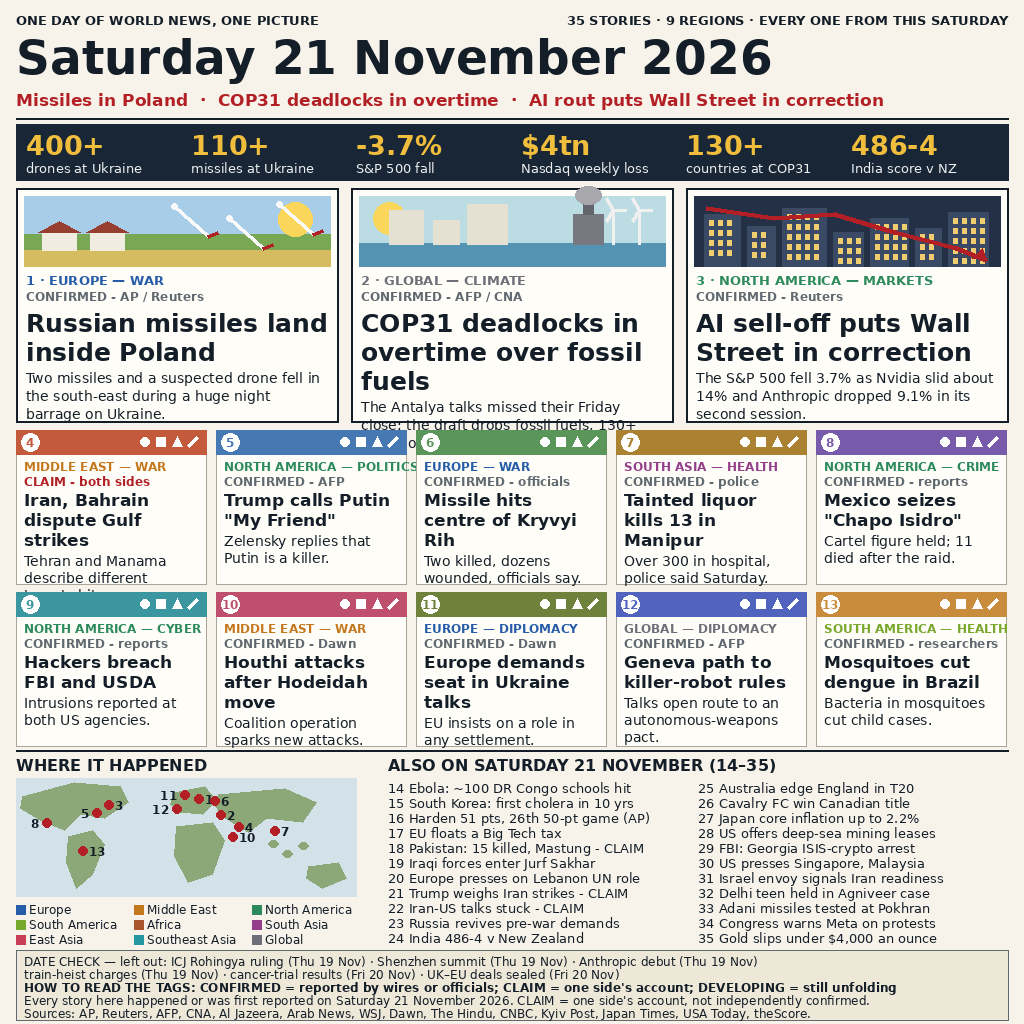 ONE DAY OF WORLD NEWS, ONE PICTURE
35 STORIES · 9 REGIONS · EVERY ONE FROM THIS SATURDAY
Saturday 21 November 2026
Missiles in Poland · COP31 deadlocks in overtime · AI rout puts Wall Street in correction
400+
drones at Ukraine
110+
missiles at Ukraine
-3.7%
S&P 500 fall
$4tn
Nasdaq weekly loss
130+
countries at COP31
486-4
India score v NZ
1 · EUROPE — WAR
CONFIRMED - AP / Reuters
Russian missiles land
inside Poland
Two missiles and a suspected drone fell in
the south-east during a huge night
barrage on Ukraine.
2 · GLOBAL — CLIMATE
CONFIRMED - AFP / CNA
COP31 deadlocks in
overtime over fossil
fuels
The Antalya talks missed their Friday
close; the draft drops fossil fuels, 130+
3 · NORTH AMERICA — MARKETS
CONFIRMED - Reuters
AI sell-off puts Wall
Street in correction
The S&P 500 fell 3.7% as Nvidia slid about
14% and Anthropic dropped 9.1% in its
second session.
4
MIDDLE EAST — WAR
CLAIM - both sides
Iran, Bahrain
dispute Gulf
strikes
Tehran and Manama
describe different
5
NORTH AMERICA — POLITICS
CONFIRMED - AFP
Trump calls Putin
"My Friend"
Zelensky replies that
Putin is a killer.
6
EUROPE — WAR
CONFIRMED - officials
Missile hits
centre of Kryvyi
Rih
Two killed, dozens
wounded, officials say.
7
SOUTH ASIA — HEALTH
CONFIRMED - police
Tainted liquor
kills 13 in
Manipur
Over 300 in hospital,
police said Saturday.
8
NORTH AMERICA — CRIME
CONFIRMED - reports
Mexico seizes
"Chapo Isidro"
Cartel figure held; 11
died after the raid.
9
NORTH AMERICA — CYBER
CONFIRMED - reports
Hackers breach
FBI and USDA
Intrusions reported at
both US agencies.
10
MIDDLE EAST — WAR
CONFIRMED - Dawn
Houthi attacks
after Hodeidah
move
Coalition operation
sparks new attacks.
11
EUROPE — DIPLOMACY
CONFIRMED - Dawn
Europe demands
seat in Ukraine
talks
EU insists on a role in
any settlement.
12
GLOBAL — DIPLOMACY
CONFIRMED - AFP
Geneva path to
killer-robot rules
Talks open route to an
autonomous-weapons
pact.
13
SOUTH AMERICA — HEALTH
CONFIRMED - researchers
Mosquitoes cut
dengue in Brazil
Bacteria in mosquitoes
cut child cases.
WHERE IT HAPPENED
11
1
6
3
5
12
2
8
4
10
7
13
Europe
Middle East
North America
South America
Africa
South Asia
East Asia
Southeast Asia
Global
ALSO ON SATURDAY 21 NOVEMBER (14–35)
14 Ebola: ~100 DR Congo schools hit
15 South Korea: first cholera in 10 yrs
16 Harden 51 pts, 26th 50-pt game (AP)
17 EU floats a Big Tech tax
18 Pakistan: 15 killed, Mastung - CLAIM
19 Iraqi forces enter Jurf Sakhar
20 Europe presses on Lebanon UN role
21 Trump weighs Iran strikes - CLAIM
22 Iran-US talks stuck - CLAIM
23 Russia revives pre-war demands
24 India 486-4 v New Zealand
25 Australia edge England in T20
26 Cavalry FC win Canadian title
27 Japan core inflation up to 2.2%
28 US offers deep-sea mining leases
29 FBI: Georgia ISIS-crypto arrest
30 US presses Singapore, Malaysia
31 Israel envoy signals Iran readiness
32 Delhi teen held in Agniveer case
33 Adani missiles tested at Pokhran
34 Congress warns Meta on protests
35 Gold slips under $4,000 an ounce
DATE CHECK — left out: ICJ Rohingya ruling (Thu 19 Nov) · Shenzhen summit (Thu 19 Nov) · Anthropic debut (Thu 19 Nov)
train-heist charges (Thu 19 Nov) · cancer-trial results (Fri 20 Nov) · UK–EU deals sealed (Fri 20 Nov)
HOW TO READ THE TAGS: CONFIRMED = reported by wires or officials; CLAIM = one side's account; DEVELOPING = still unfolding
Every story here happened or was first reported on Saturday 21 November 2026. CLAIM = one side's account, not independently confirmed.
Sources: AP, Reuters, AFP, CNA, Al Jazeera, Arab News, WSJ, Dawn, The Hindu, CNBC, Kyiv Post, Japan Times, USA Today, theScore.